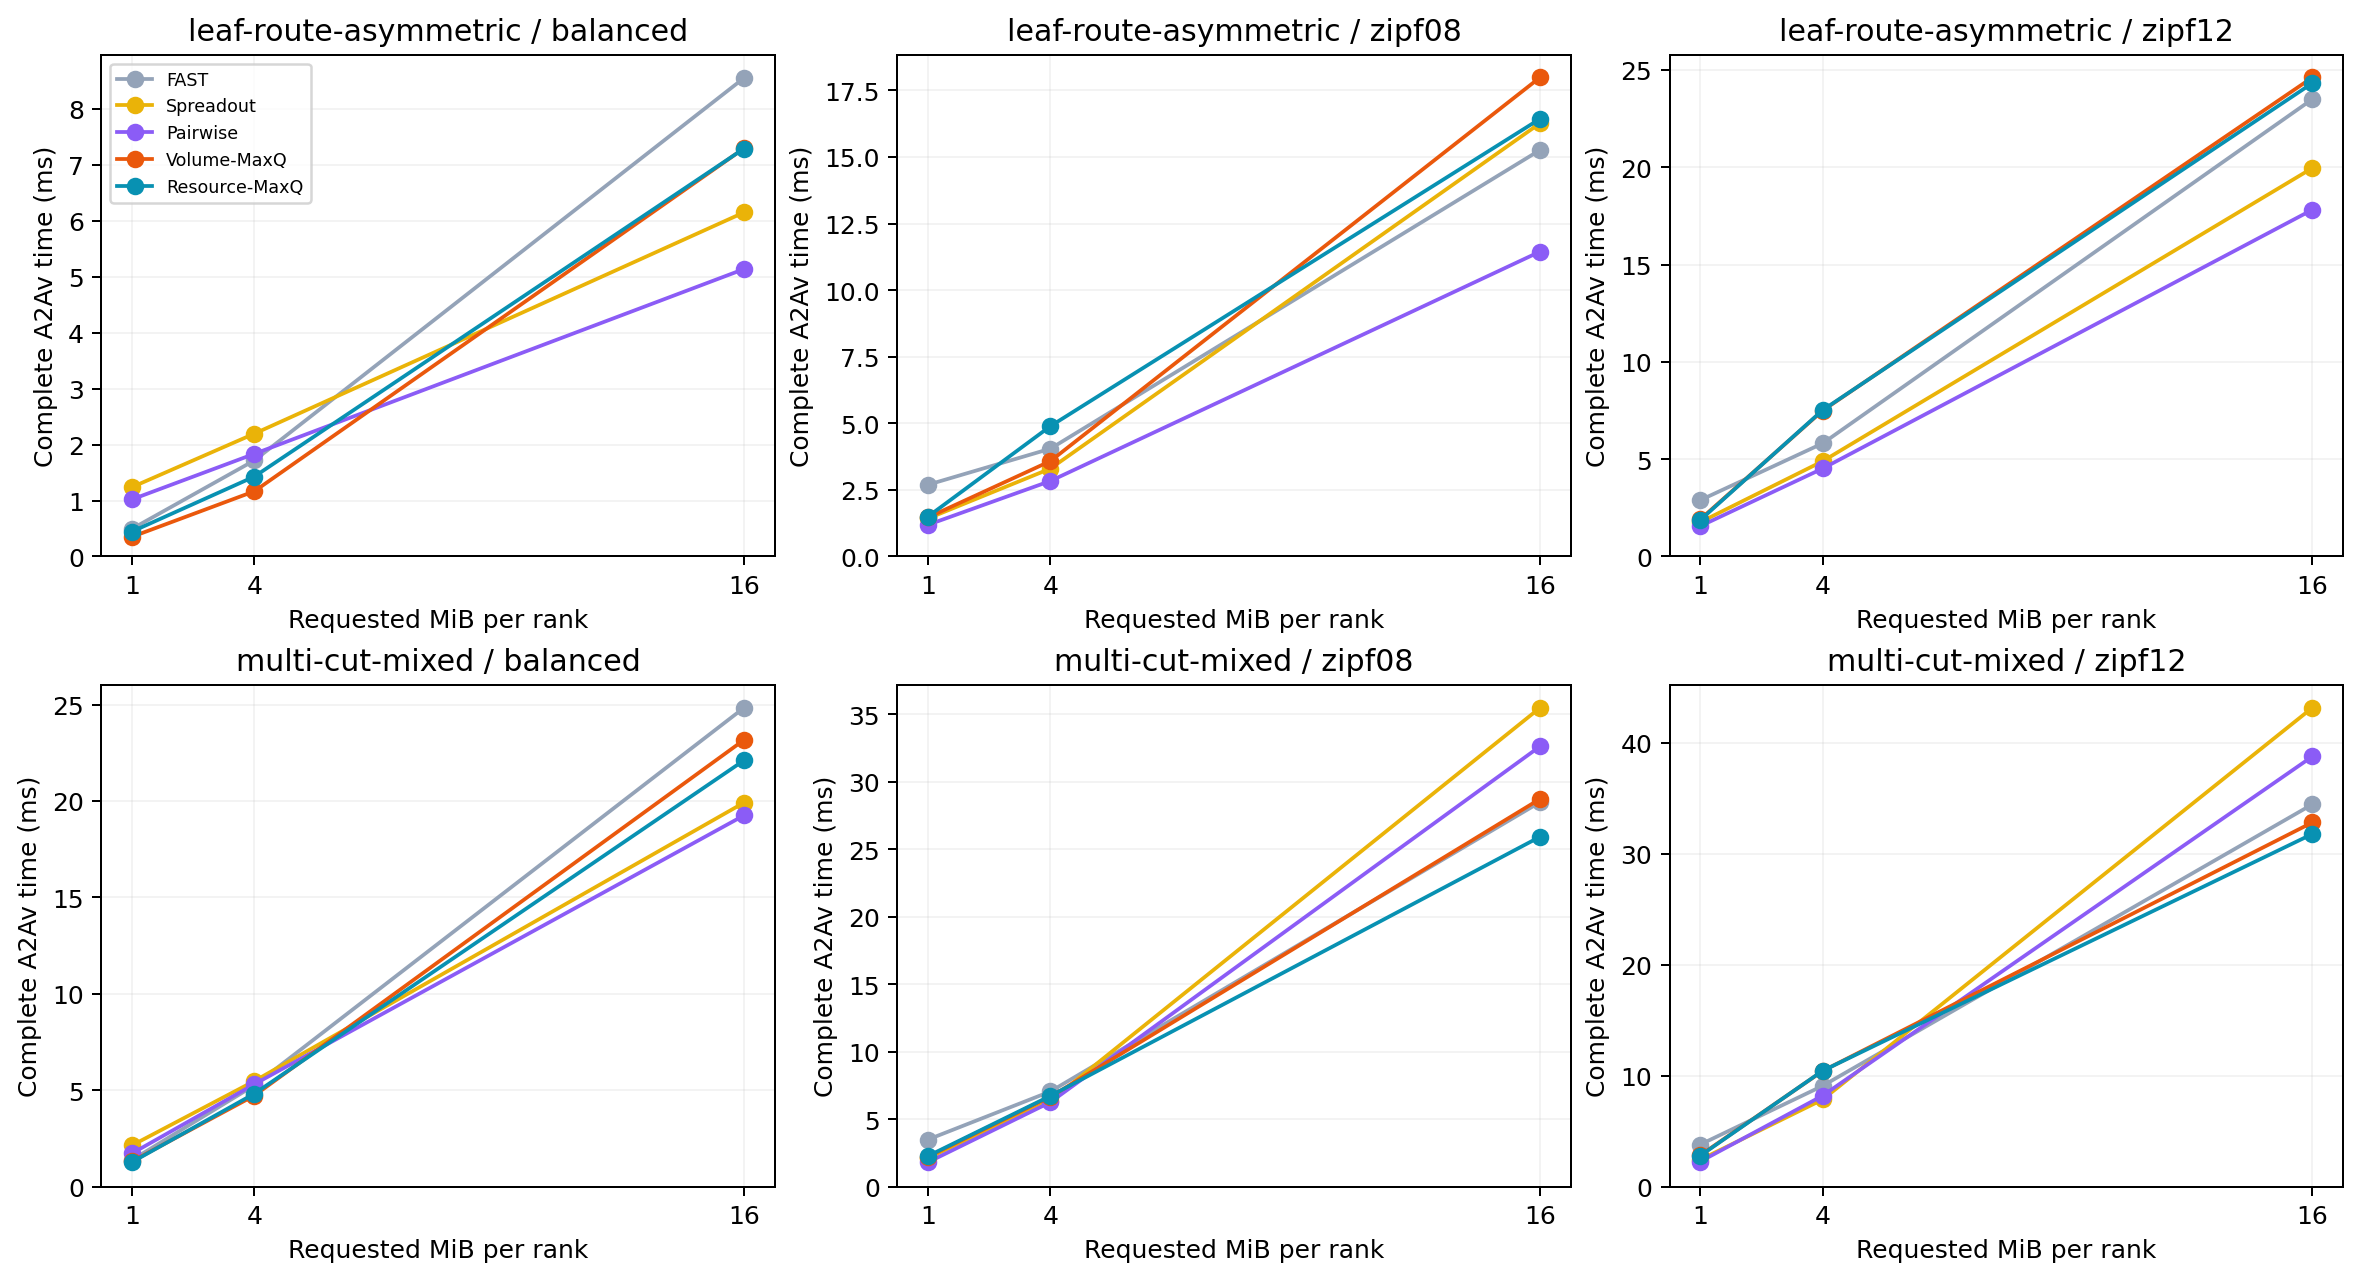 leaf-route-asymmetric / balanced
FAST
Spreadout
Pairwise
Volume-MaxQ
Resource-MaxQ
Complete A2Av time (ms)
8
7
6
5
4
3
2
1
0
1 4 16
Requested MiB per rank
leaf-route-asymmetric / zipf08
Complete A2Av time (ms)
17.5
15.0
12.5
10.0
7.5
5.0
2.5
0.0
1 4 16
Requested MiB per rank
leaf-route-asymmetric / zipf12
Complete A2Av time (ms)
25
20
15
10
5
0
1 4 16
Requested MiB per rank
multi-cut-mixed / balanced
Complete A2Av time (ms)
25
20
15
10
5
0
1 4 16
Requested MiB per rank
multi-cut-mixed / zipf08
Complete A2Av time (ms)
35
30
25
20
15
10
5
0
1 4 16
Requested MiB per rank
multi-cut-mixed / zipf12
Complete A2Av time (ms)
40
30
20
10
0
1 4 16
Requested MiB per rank